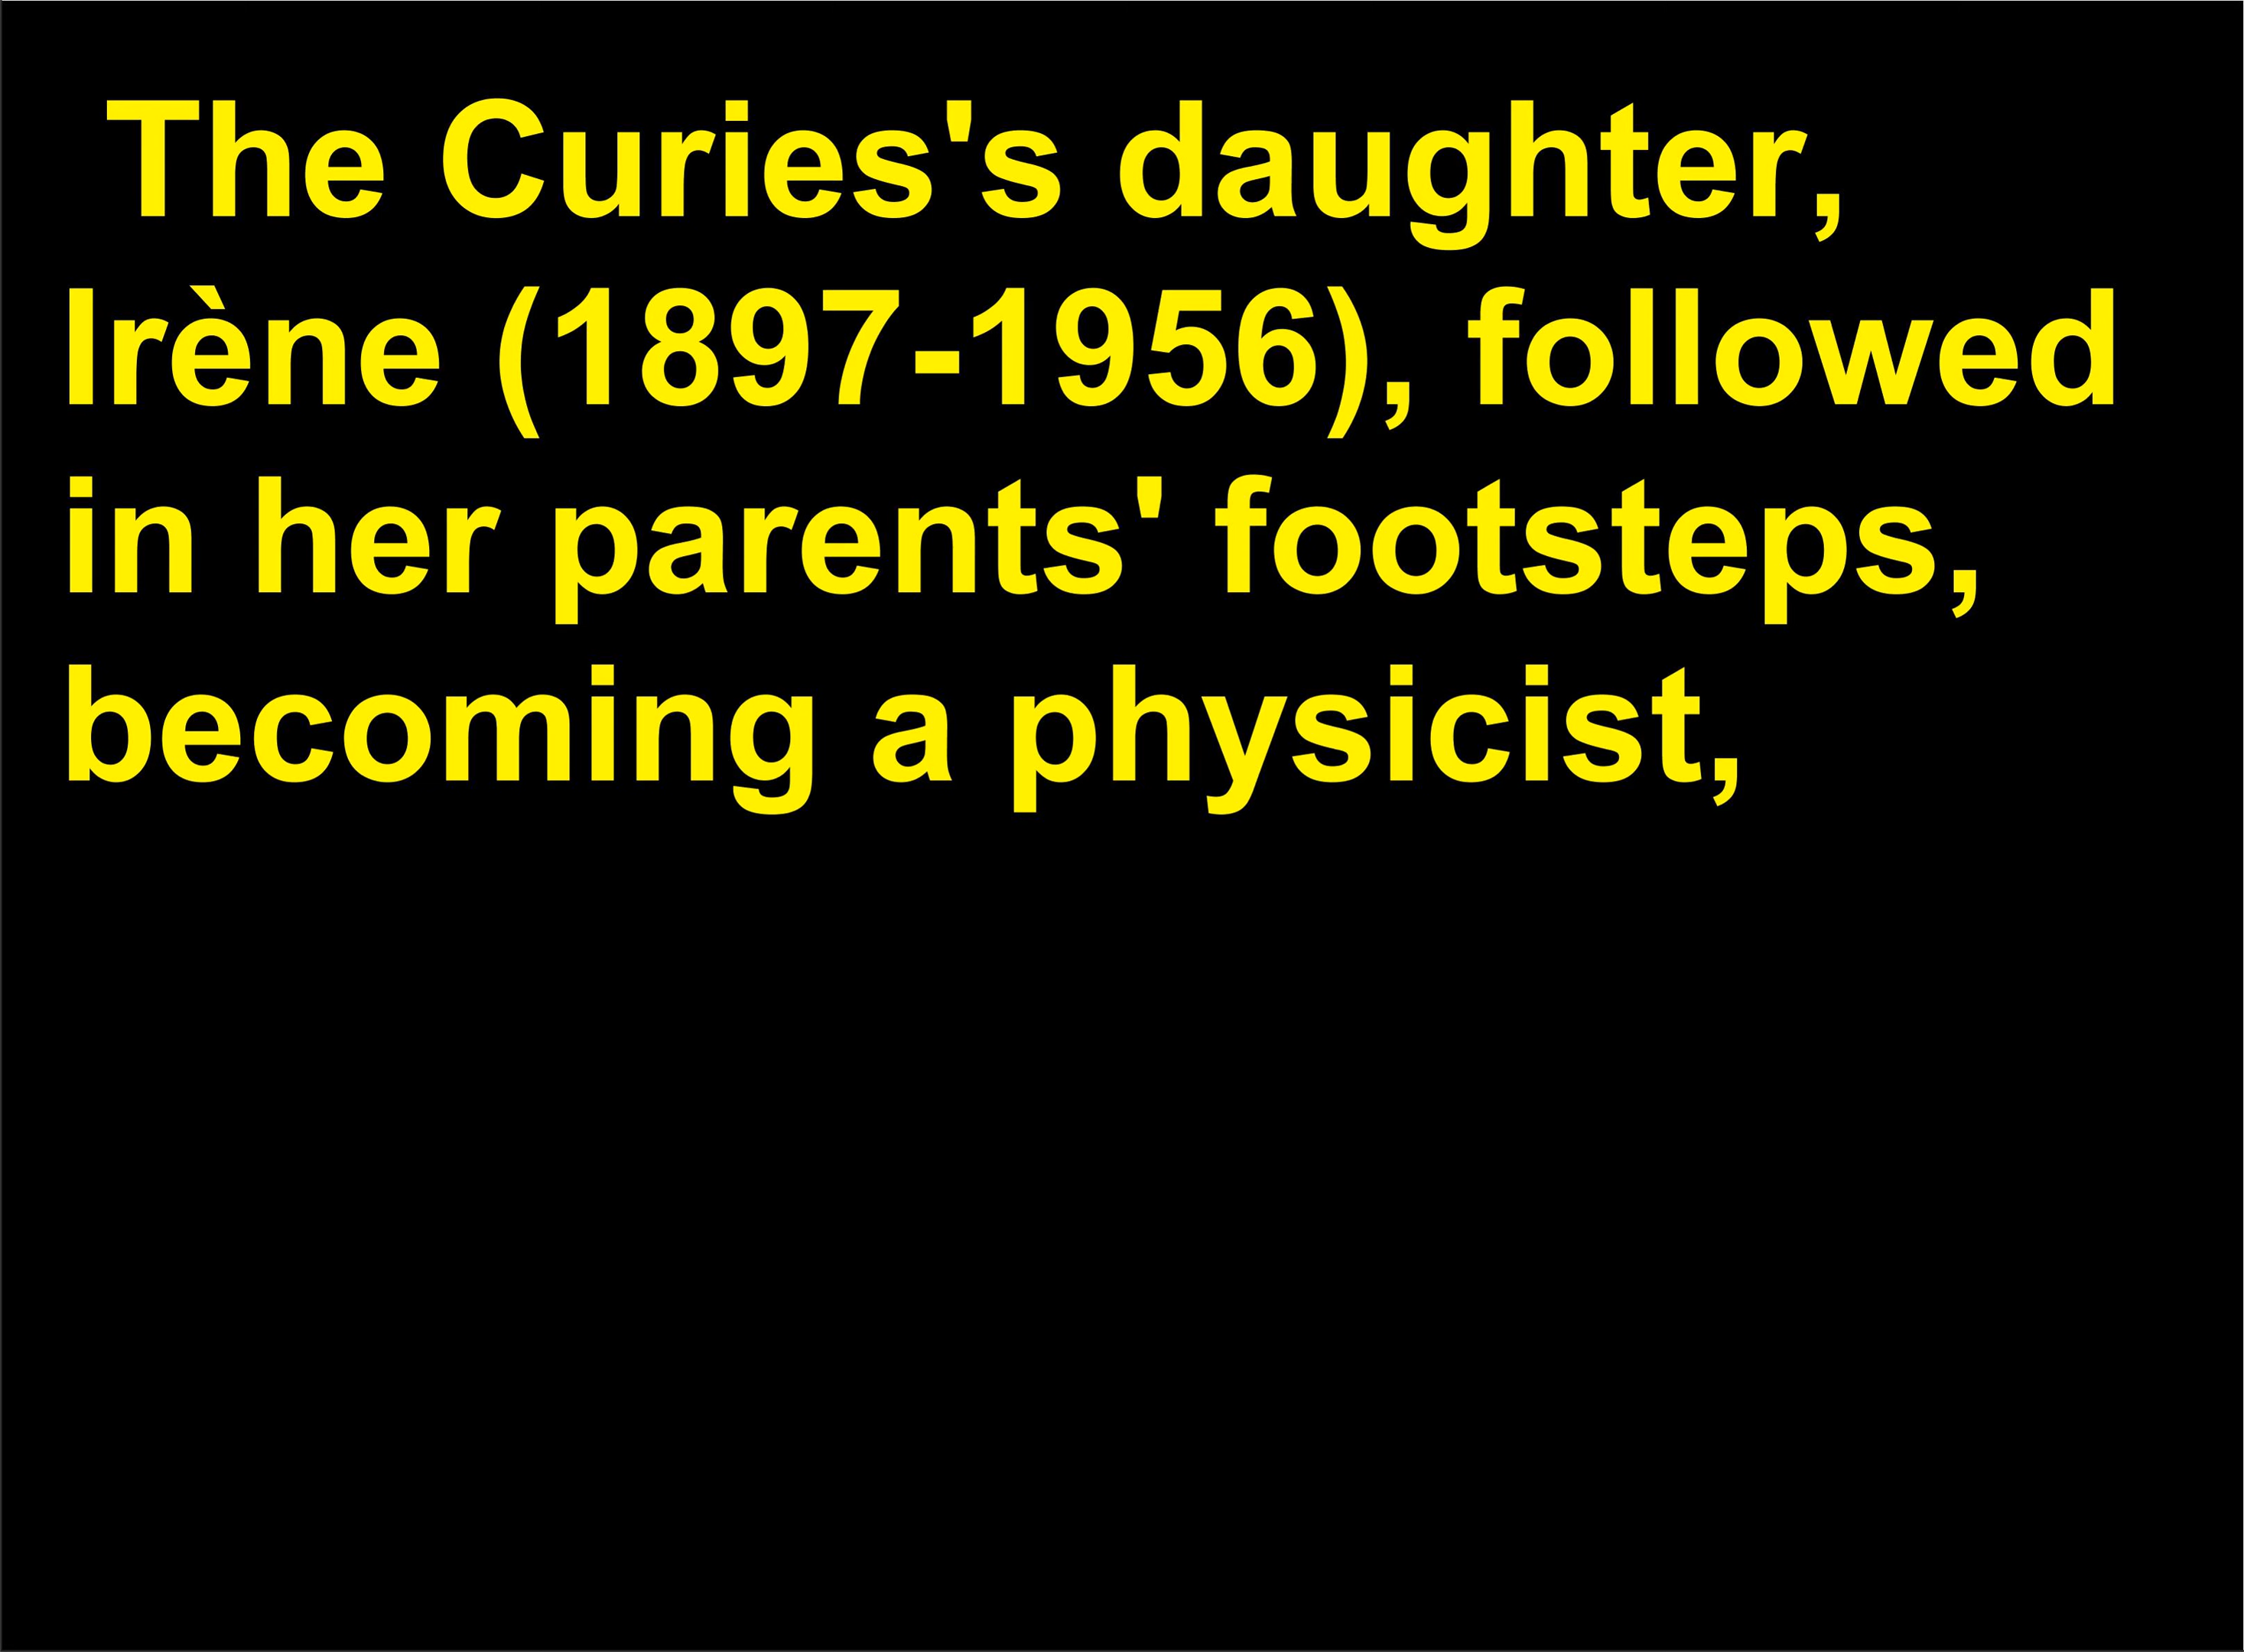 The Curies's daughter,
Irène (1897-1956), followed
in her parents' footsteps,
becoming a physicist,